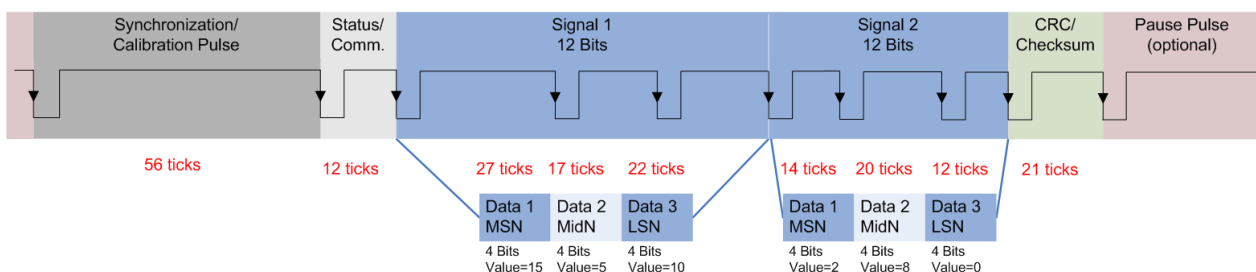 Synchronization/
Calibration Pulse
Status/
Comm.
Signal 1
12 Bits
Signal 2
12 Bits
CRC/
Checksum
Pause Pulse
(optional)
56 ticks
12 ticks
27 ticks
17 ticks
22 ticks
14 ticks
20 ticks
12 ticks
21 ticks
Data 1
MSN
Data 2
MidN
Data 3
LSN
Data 1
MSN
Data 2
MidN
Data 3
LSN
4 Bits
Value=15
4 Bits
Value=5
4 Bits
Value=10
4 Bits
Value=2
4 Bits
Value=8
4 Bits
Value=0